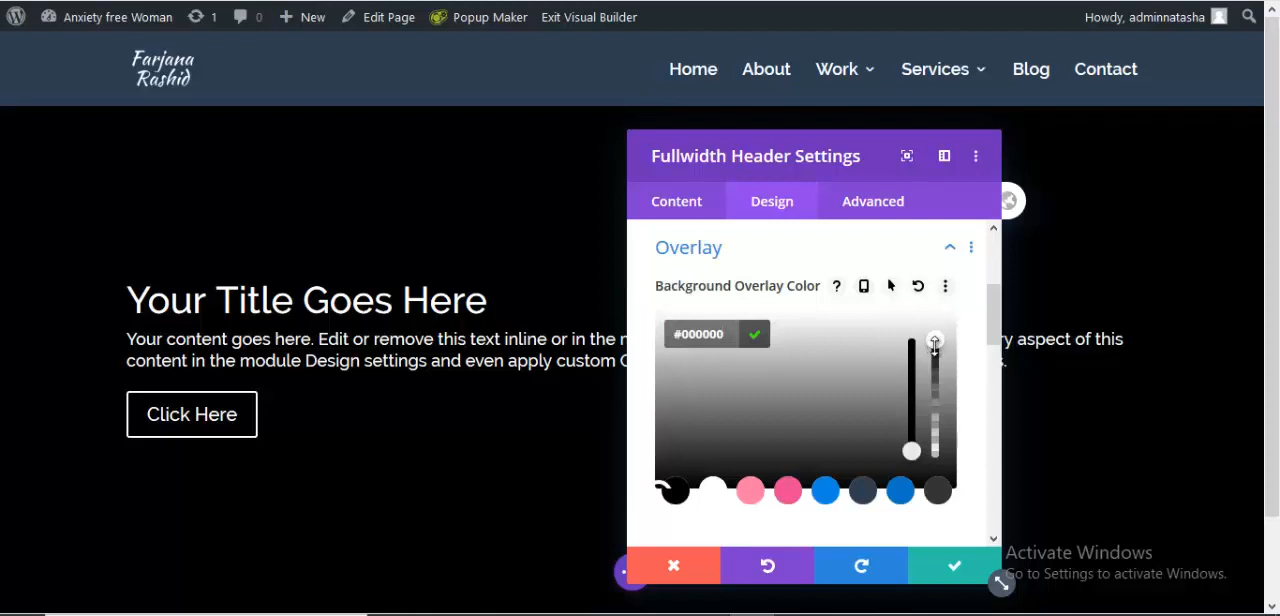 Anxiety free Woman 1 0 New Edit Page Popup Maker Exit Visual Builder Howdy, adminnatasha
Farjana
Rashid
Home About Work Services Blog Contact
Fullwidth Header Settings
Content Design Advanced
Overlay
Background Overlay Color ?
#000000
Your Title Goes Here
Your content goes here. Edit or remove this text inline or in the ry aspect of this
content in the module Design settings and even apply custom
Click Here
Activate Windows
Go to Settings to activate Windows.